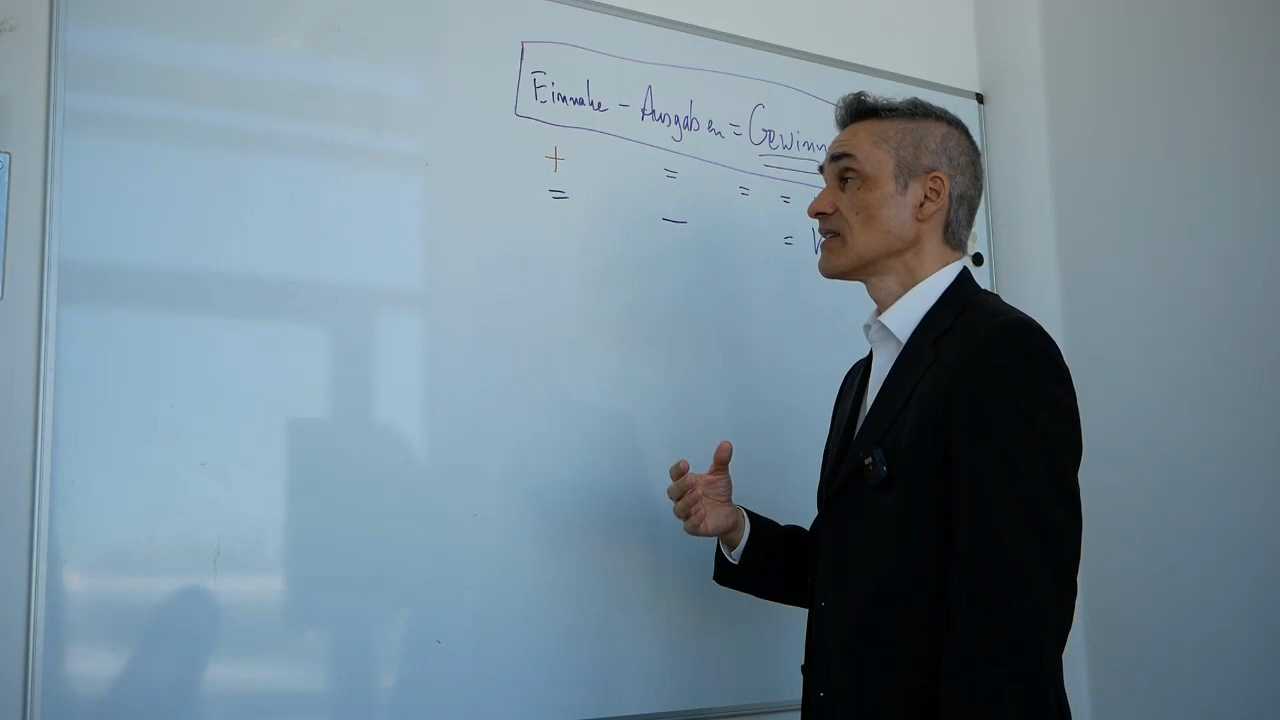 Einnahe - Ausgaben = Gewinn
+ = = =
= - = V